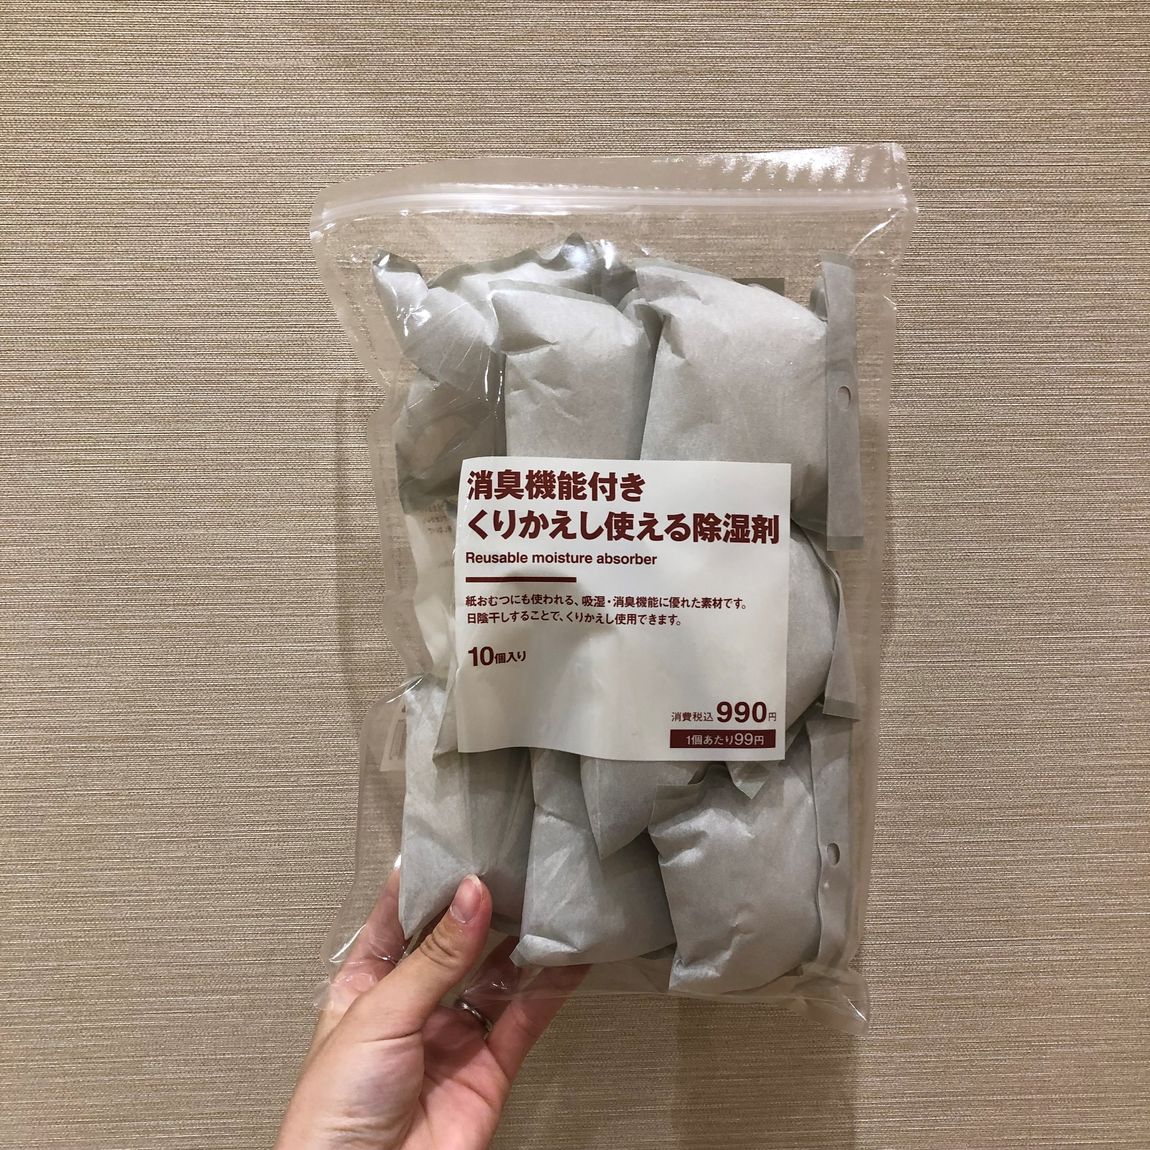 消臭機能付き
くりかえし使える除湿剤
Reusable moisture absorber
紙おむつにも使われる、吸湿・消臭機能に優れた素材です。
日陰干しすることで、くりかえし使用できます。
10個入り
消費税込990円
1個あたり99円